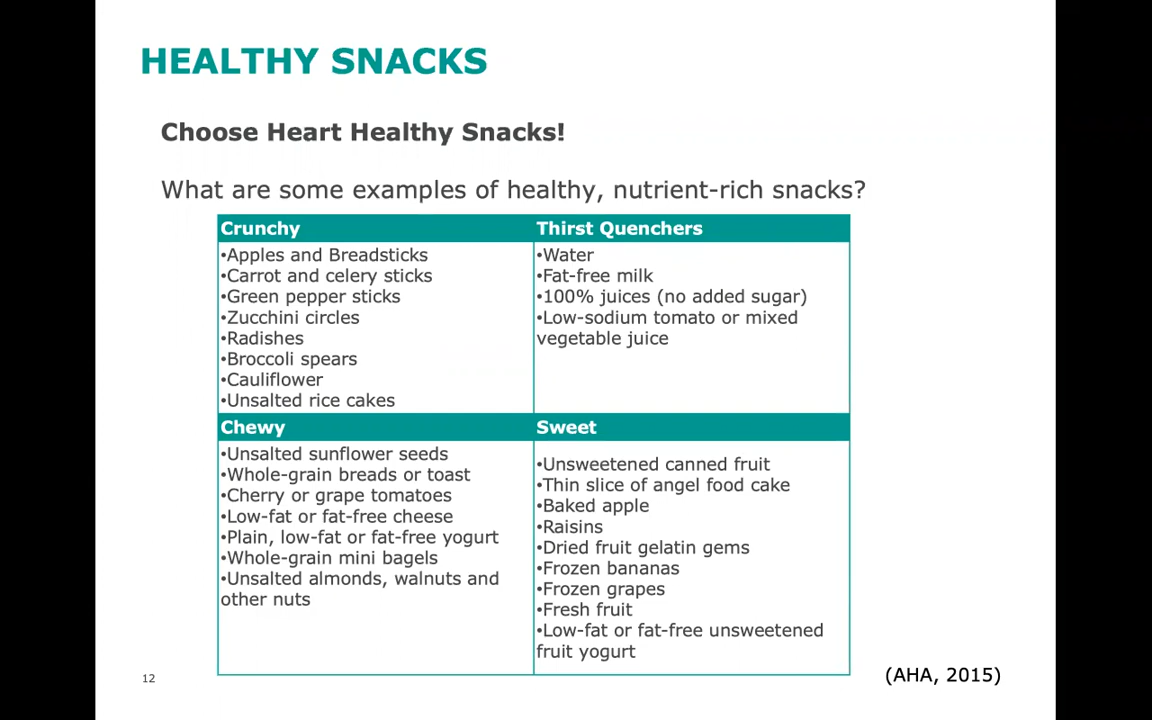 HEALTHY SNACKS
Choose Heart Healthy Snacks!
What are some examples of healthy, nutrient-rich snacks?
Crunchy
•Apples and Breadsticks
•Carrot and celery sticks
•Green pepper sticks
•Zucchini circles
•Radishes
•Broccoli spears
•Cauliflower
•Unsalted rice cakes
Thirst Quenchers
•Water
•Fat-free milk
•100% juices (no added sugar)
•Low-sodium tomato or mixed
vegetable juice
Chewy
•Unsalted sunflower seeds
•Whole-grain breads or toast
•Cherry or grape tomatoes
•Low-fat or fat-free cheese
•Plain, low-fat or fat-free yogurt
•Whole-grain mini bagels
•Unsalted almonds, walnuts and
other nuts
Sweet
•Unsweetened canned fruit
•Thin slice of angel food cake
•Baked apple
•Raisins
•Dried fruit gelatin gems
•Frozen bananas
•Frozen grapes
•Fresh fruit
•Low-fat or fat-free unsweetened
fruit yogurt
12
(AHA, 2015)